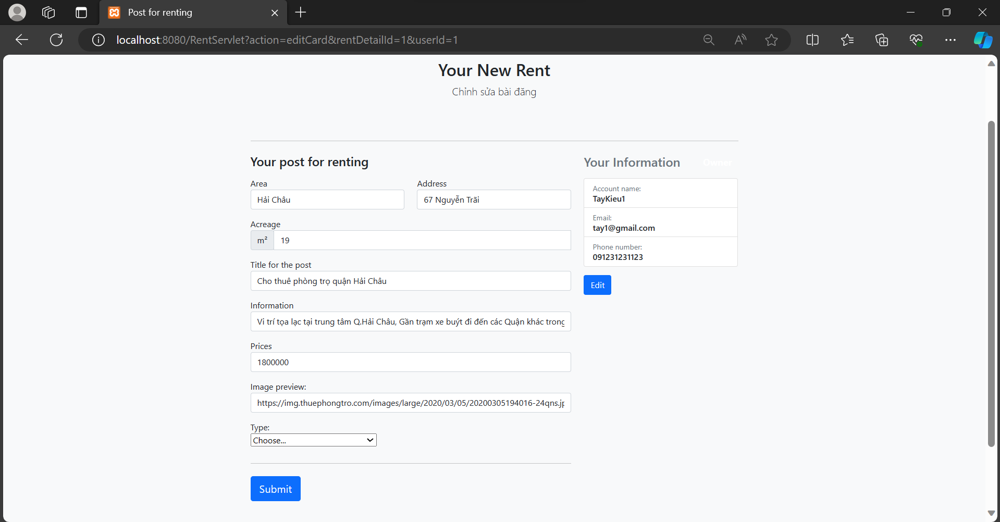 Post for renting
localhost:8080/RentServlet?action=editCard&rentDetailId=1&userId=1
Your New Rent
Chỉnh sửa bài đăng
Your post for renting
Area
Address
Hải Châu
67 Nguyễn Trãi
Acreage
m²
19
Title for the post
Cho thuê phòng trọ quận Hải Châu
Information
Vi trí tọa lạc tại trung tâm Q.Hải Châu, Gần trạm xe buýt đi đến các Quận khác trong
Prices
1800000
Image preview:
https://img.thuephongtro.com/images/large/2020/03/05/20200305194016-24qns.jp
Type:
Choose...
Submit
Your Information
Owner
Account name:
TayKieu1
Email:
tay1@gmail.com
Phone number:
091231231123
Edit